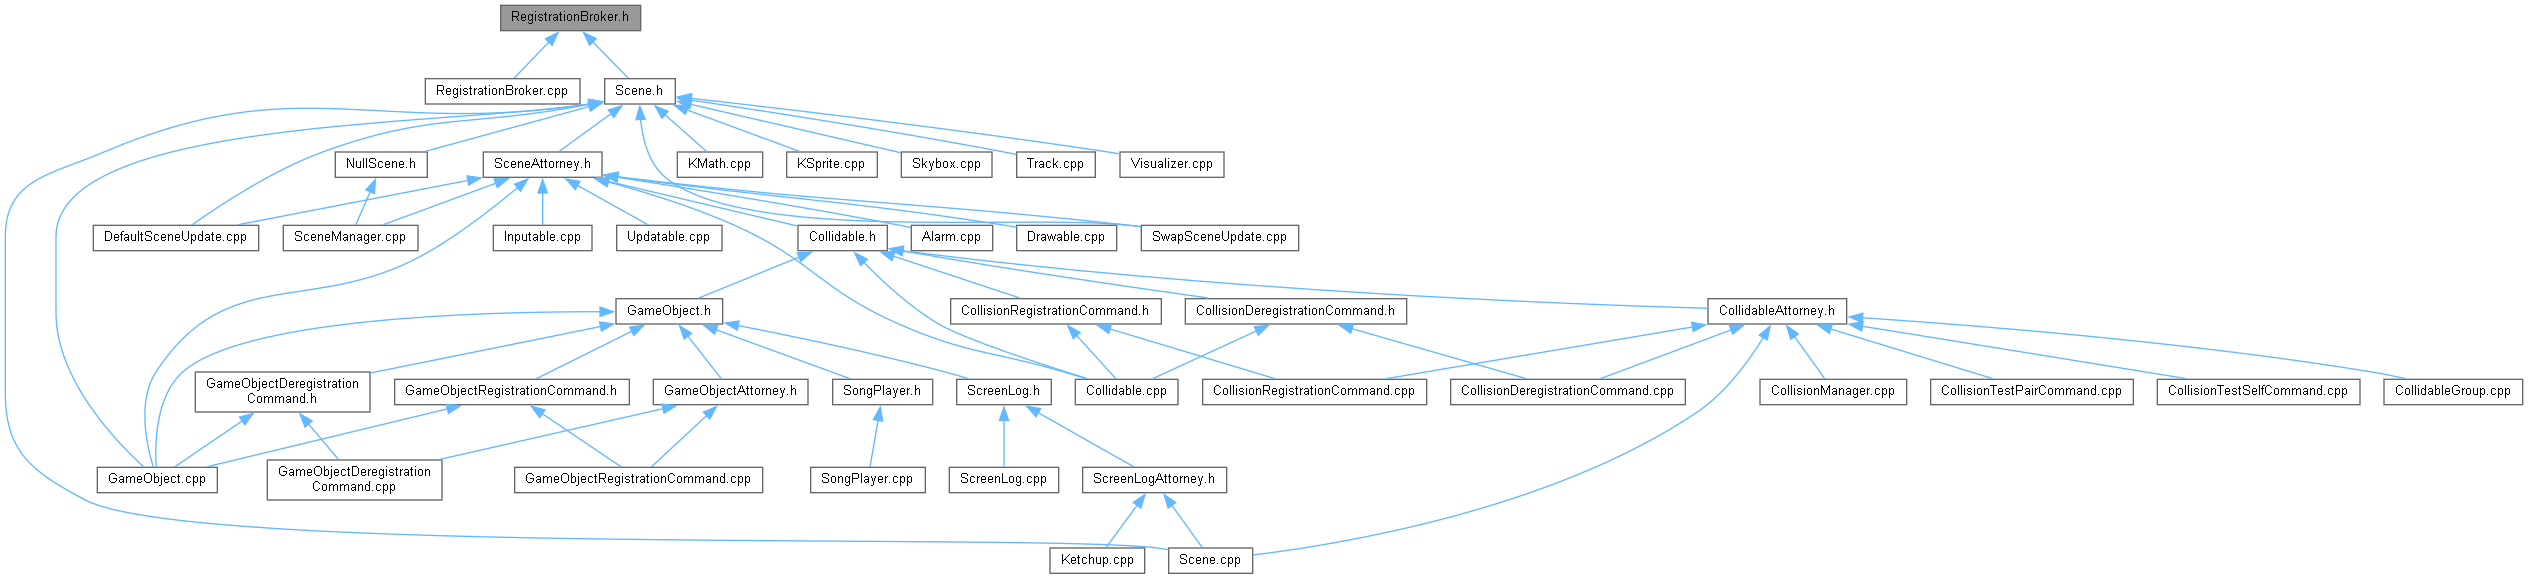 RegistrationBroker.h
RegistrationBroker.cpp
Scene.h
NullScene.h
SceneAttorney.h
KMath.cpp
KSprite.cpp
Skybox.cpp
Track.cpp
Visualizer.cpp
DefaultSceneUpdate.cpp
SceneManager.cpp
Inputable.cpp
Updatable.cpp
Collidable.h
Alarm.cpp
Drawable.cpp
SwapSceneUpdate.cpp
GameObject.h
CollisionRegistrationCommand.h
CollisionDeregistrationCommand.h
CollidableAttorney.h
GameObjectDeregistration
Command.h
GameObjectRegistrationCommand.h
GameObjectAttorney.h
SongPlayer.h
ScreenLog.h
Collidable.cpp
CollisionRegistrationCommand.cpp
CollisionDeregistrationCommand.cpp
CollisionManager.cpp
CollisionTestPairCommand.cpp
CollisionTestSelfCommand.cpp
CollidableGroup.cpp
GameObject.cpp
GameObjectDeregistration
Command.cpp
GameObjectRegistrationCommand.cpp
SongPlayer.cpp
ScreenLog.cpp
ScreenLogAttorney.h
Ketchup.cpp
Scene.cpp